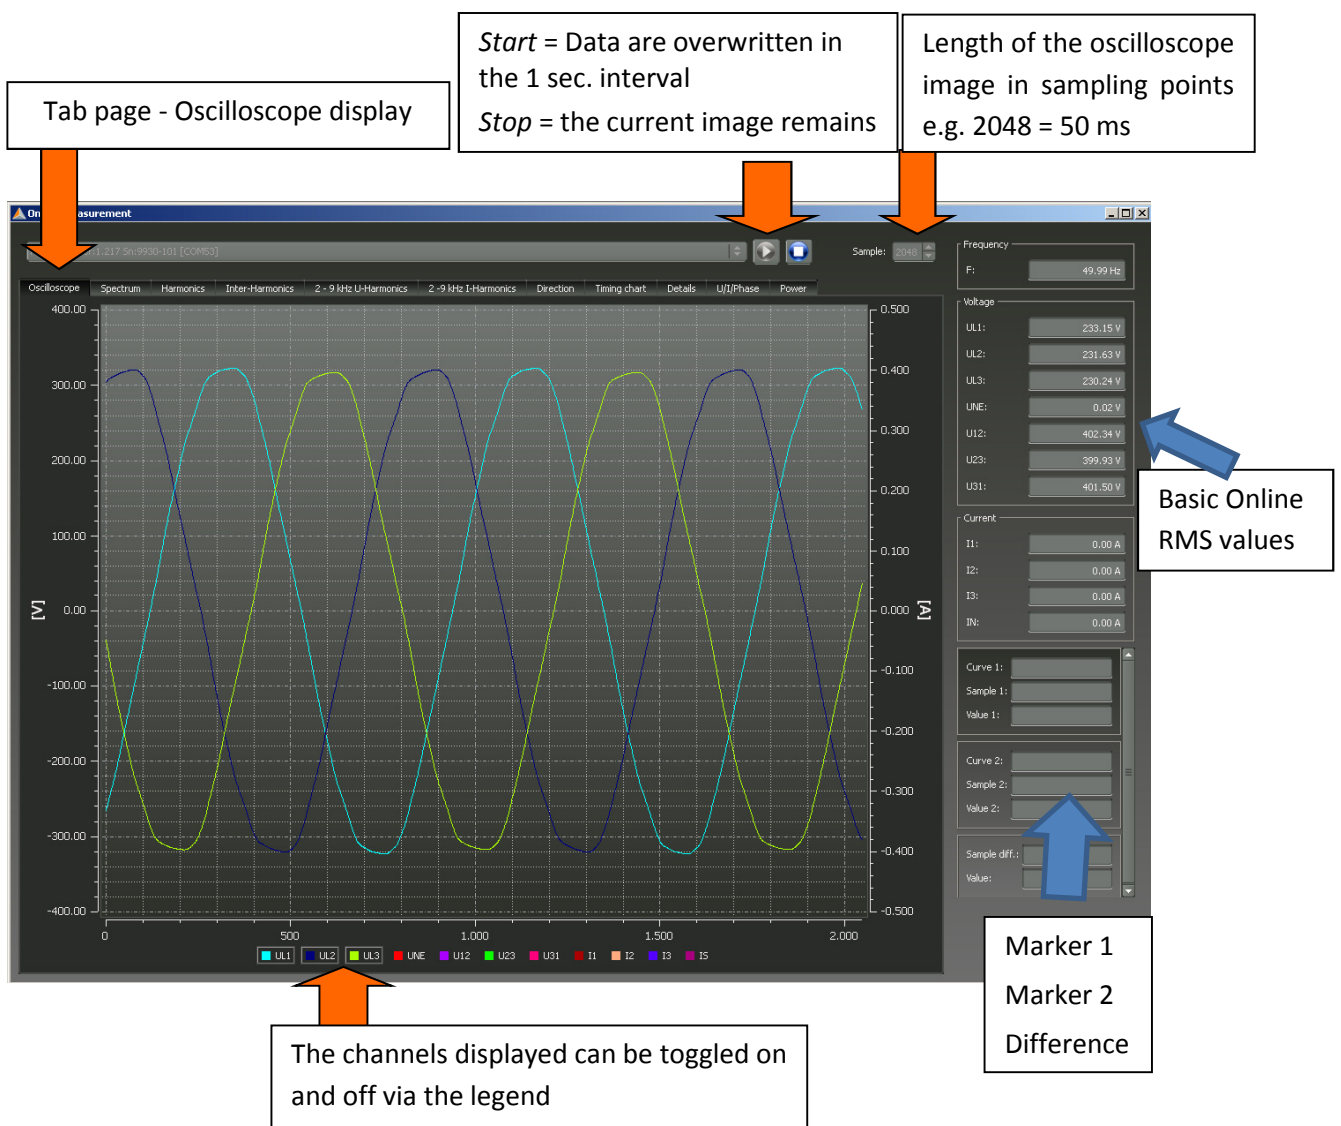 Start = Data are overwritten in
the 1 sec. interval
Stop = the current image remains
Length of the oscilloscope
image in sampling points
e.g. 2048 = 50 ms
Tab page - Oscilloscope display
surement
1.217 Sn:9930-101 [COM53]
Sample: 2048
Oscilloscope Spectrum Harmonics Inter-Harmonics 2 - 9 kHz U-Harmonics 2 -9 kHz I-Harmonics Direction Timing chart Details U/I/Phase Power
400.00
300.00
200.00
100.00
0.00
-100.00
-200.00
-300.00
-400.00
[V]
0.500
0.400
0.300
0.200
0.100
0.000
-0.100
-0.200
-0.300
-0.400
-0.500
[A]
0 500 1.000 1.500 2.000
UL1 UL2 UL3 UNE U12 U23 U31 I1 I2 I3 I5
Frequency
F: 49.99 Hz
Voltage
UL1: 233.15 V
UL2: 231.63 V
UL3: 230.24 V
UNE: 0.02 V
U12: 402.34 V
U23: 399.93 V
U31: 401.50 V
Current
I1: 0.00 A
I2: 0.00 A
I3: 0.00 A
IN: 0.00 A
Curve 1:
Sample 1:
Value 1:
Curve 2:
Sample 2:
Value 2:
Sample diff.:
Value:
Basic Online
RMS values
Marker 1
Marker 2
Difference
The channels displayed can be toggled on
and off via the legend